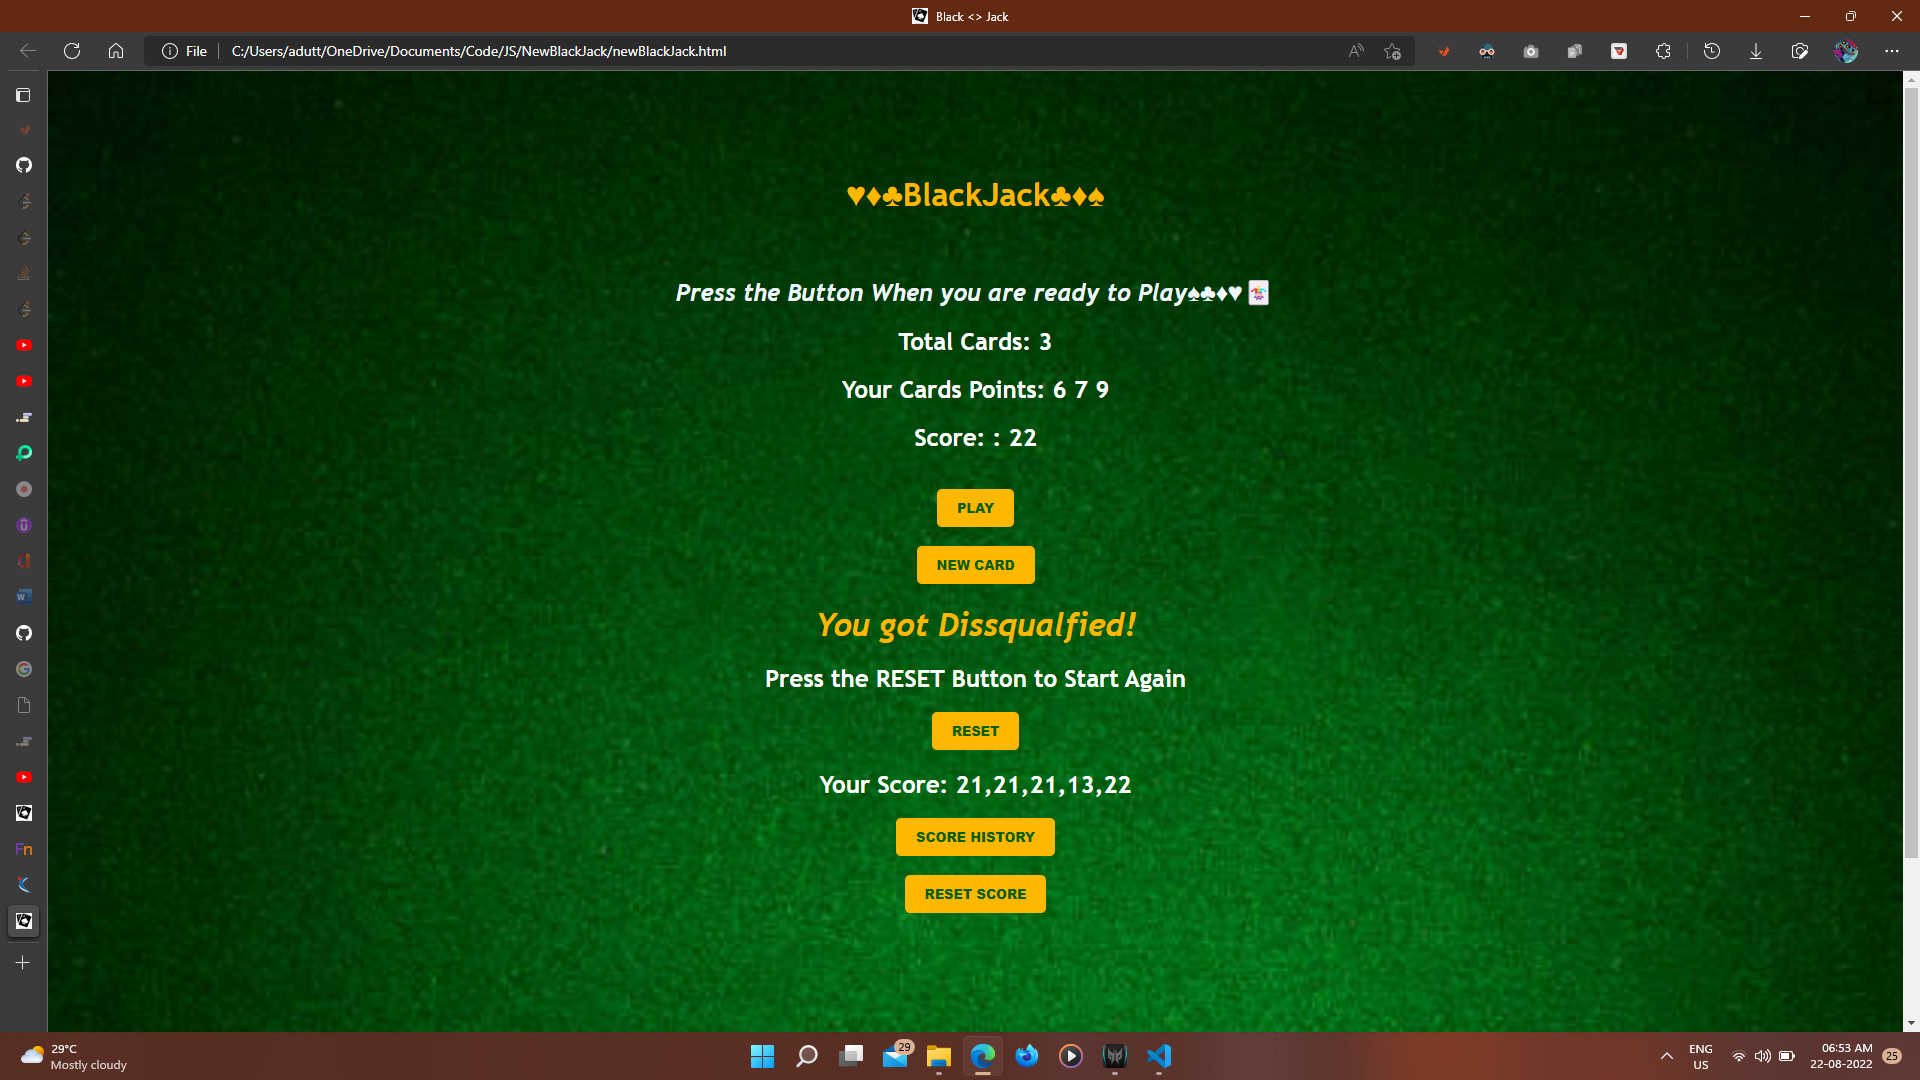 Black <> Jack
File
C:/Users/adutt/OneDrive/Documents/Code/JS/NewBlackJack/newBlackJack.html
♥♦♣BlackJack♣♦♠
Press the Button When you are ready to Play♠♣♦♥🃏
Total Cards: 3
Your Cards Points: 6 7 9
Score: : 22
PLAY
NEW CARD
You got Dissqualfied!
Press the RESET Button to Start Again
RESET
Your Score: 21,21,21,13,22
SCORE HISTORY
RESET SCORE
Fn
29°C
Mostly cloudy
29
ENG
US
06:53 AM
22-08-2022
25